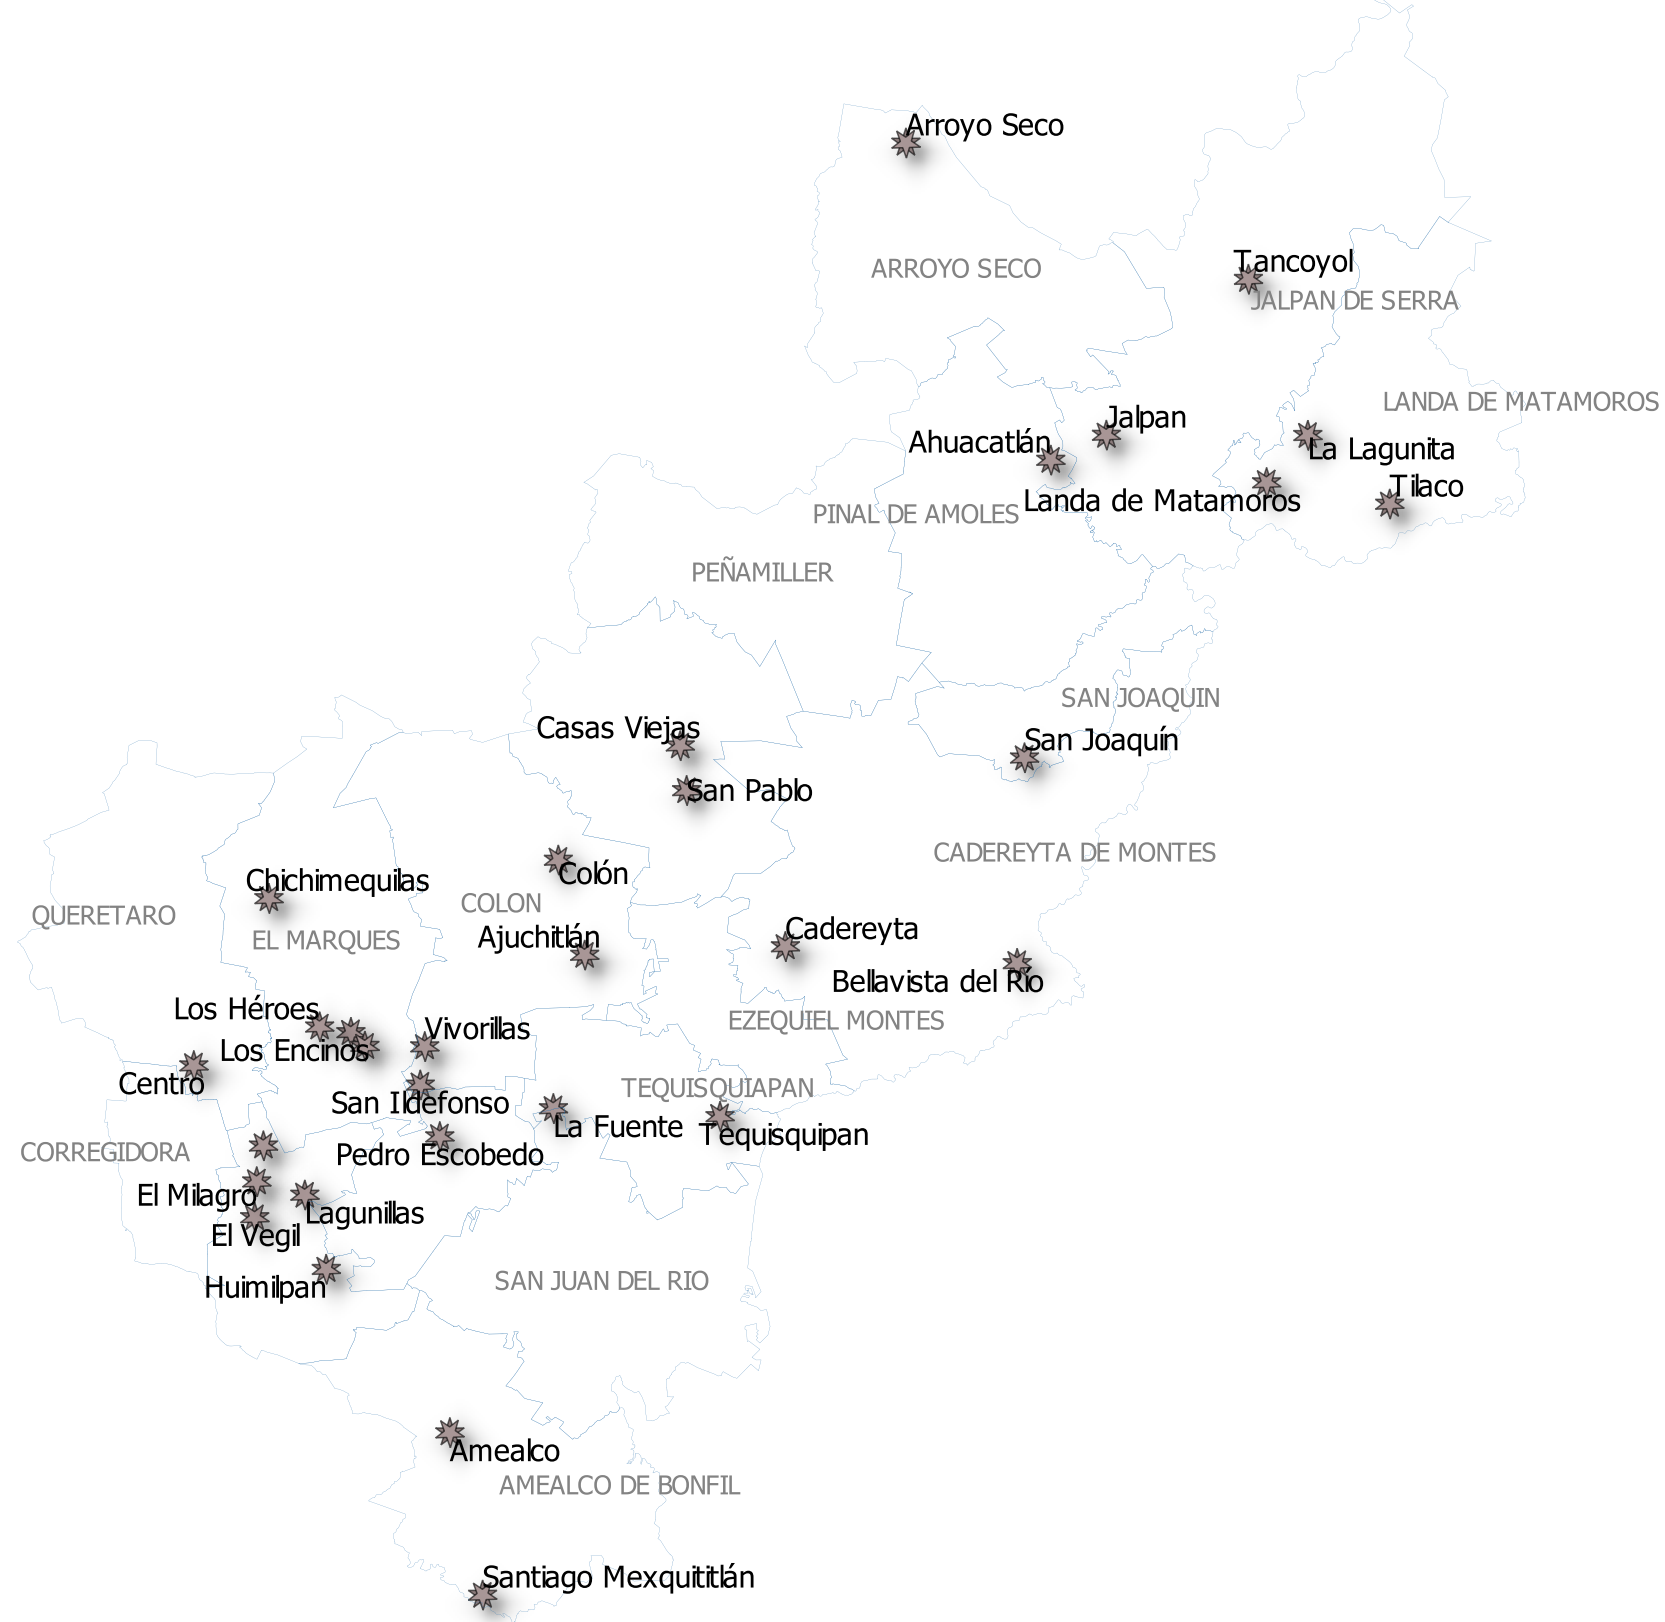 Arroyo Seco
ARROYO SECO
Tancoyol
JALPAN DE SERRA
LANDA DE MATAMOROS
Jalpan
Ahuacatlán
La Lagunita
Tilaco
Landa de Matamoros
PINAL DE AMOLES
PEÑAMILLER
SAN JOAQUIN
Casas Viejas
San Joaquín
San Pablo
CADEREYTA DE MONTES
Colón
Chichimequilas
COLON
QUERETARO
EL MARQUES
Ajuchitlán
Cadereyta
Bellavista del Río
Los Héroes
EZEQUIEL MONTES
Vivorillas
Los Encinos
Centro
TEQUISQUIAPAN
San Ildefonso
La Fuente
Tequisquipan
CORREGIDORA
Pedro Escobedo
El Milagro
Lagunillas
El Vegil
Huimilpan
SAN JUAN DEL RIO
Amealco
AMEALCO DE BONFIL
Santiago Mexquititlán